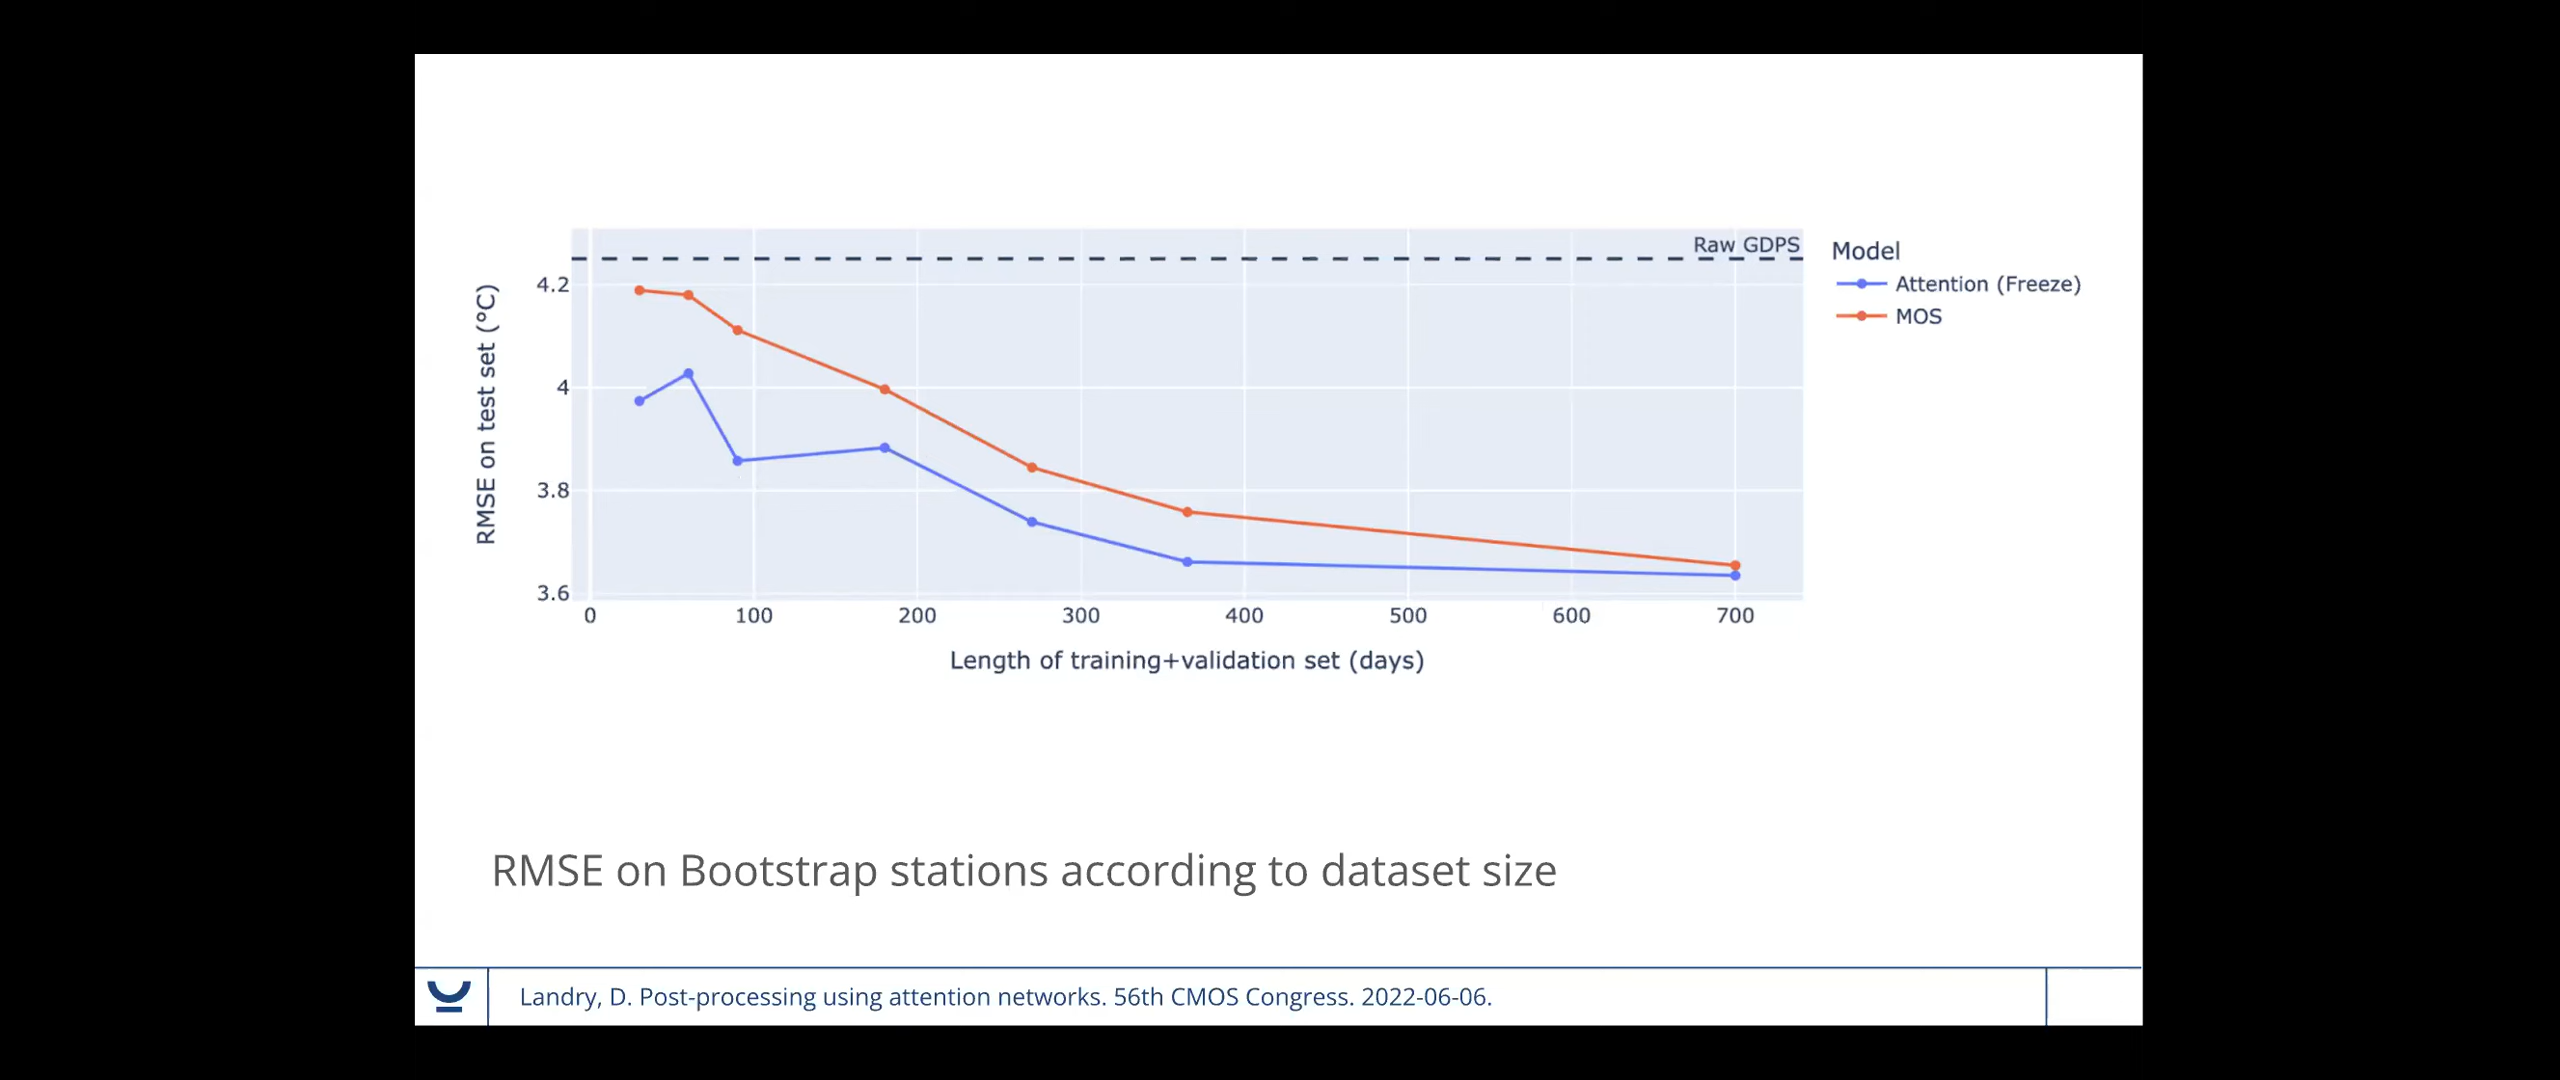 Raw GDPS
Model
Attention (Freeze)
MOS
RMSE on test set (°C)
4.2
4
3.8
3.6
0 100 200 300 400 500 600 700
Length of training+validation set (days)
RMSE on Bootstrap stations according to dataset size
Landry, D. Post-processing using attention networks. 56th CMOS Congress. 2022-06-06.